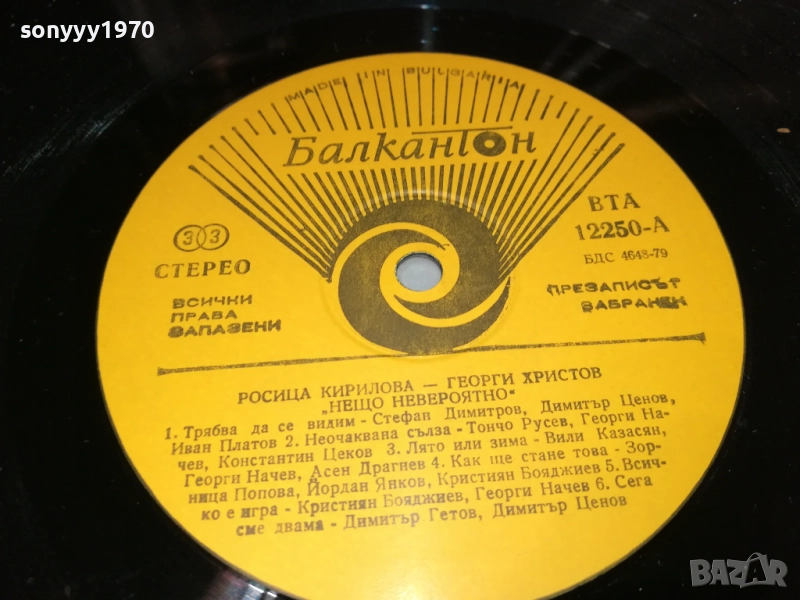 sonyyy1970
MADE IN BULGARIA
Балкантон
33
СТЕРЕО
ВСИЧКИ
ПРАВА
ЗАПАЗЕНИ
ВТА
12250-А
БДС 4643-79
ПРЕЗАПИСЪТ
ЗАБРАНЕН
РОСИЦА КИРИЛОВА — ГЕОРГИ ХРИСТОВ
„НЕЩО НЕВЕРОЯТНО“
1. Трябва да се видим - Стефан Димитров, Димитър Ценов,
Иван Платов 2. Неочаквана сълза - Тончо Русев, Георги На-
чев, Константин Цеков 3. Лято или зима - Вили Казасян,
Георги Начев, Асен Драгнев 4. Как ще стане това - Зор-
ница Попова, Йордан Янков, Кристиян Бояджиев 5. Всич-
ко е игра - Кристиян Бояджиев, Георги Начев 6. Сега
сме двама - Димитър Гетов, Димитър Ценов
BAZAR